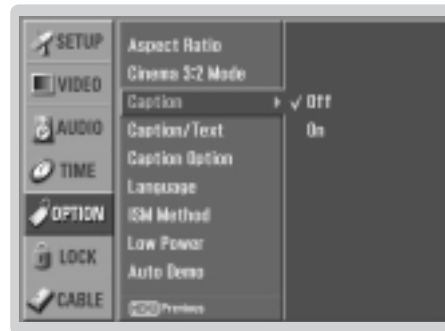 SETUP
VIDEO
AUDIO
TIME
OPTION
LOCK
CABLE
Aspect Ratio
Cinema 3:2 Mode
Caption
Caption/Text
Caption Option
Language
ISM Method
Low Power
Auto Demo
MENU Previous
√ Off
On